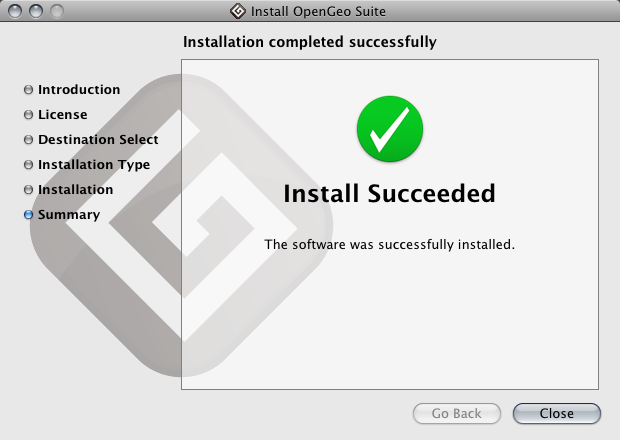 Install OpenGeo Suite
Installation completed successfully
Introduction
License
Destination Select
Installation Type
Installation
Summary
Install Succeeded
The software was successfully installed.
Go Back
Close